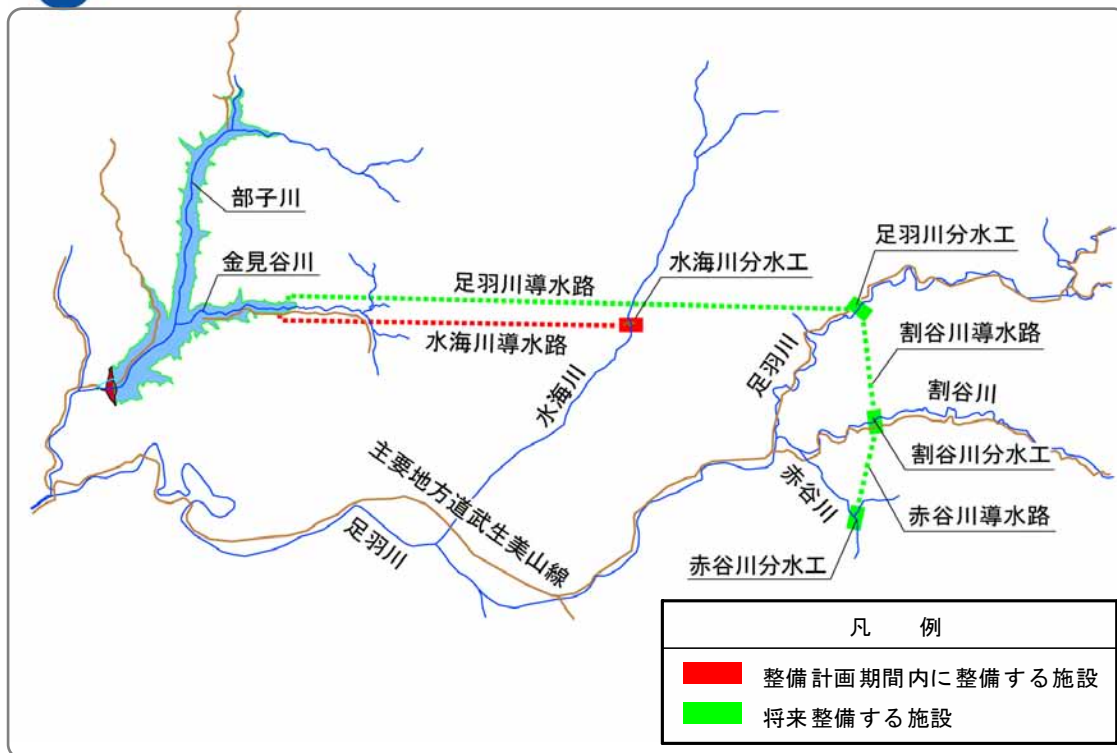 部子川
金見谷川
足羽川導水路
水海川導水路
水海川分水工
足羽川分水工
足羽川
割谷川導水路
割谷川
水海川
割谷川分水工
赤谷川
赤谷川導水路
主要地方道武生美山線
足羽川
赤谷川分水工
凡 例
整備計画期間内に整備する施設
将来整備する施設